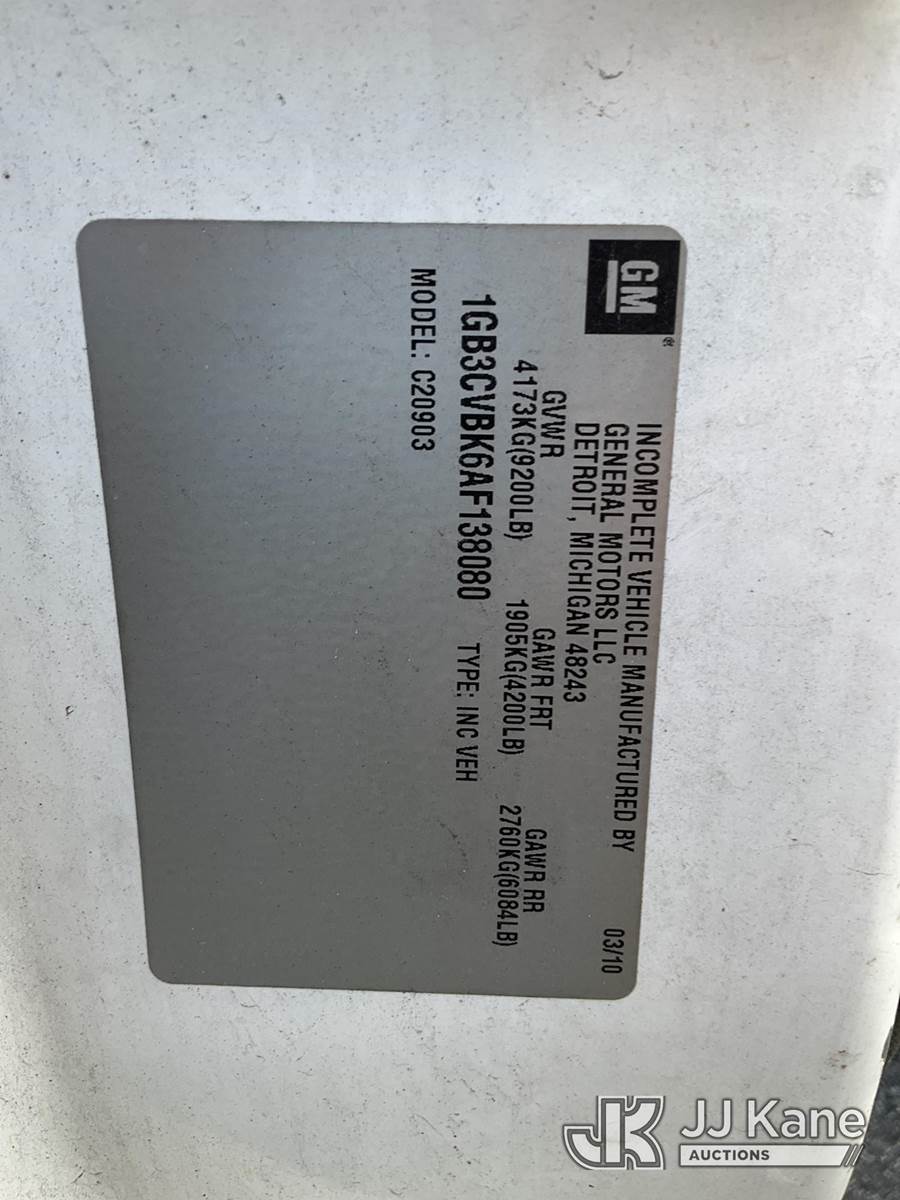 GM
INCOMPLETE VEHICLE MANUFACTURED BY
GENERAL MOTORS LLC 03/10
DETROIT, MICHIGAN 48243
GVWR GAWR FRT GAWR RR
4173KG(9200LB) 1905KG(4200LB) 2760KG(6084LB)
1GB3CVBK6AF138080 TYPE: INC VEH
MODEL: C20903
JK JJ Kane
AUCTIONS